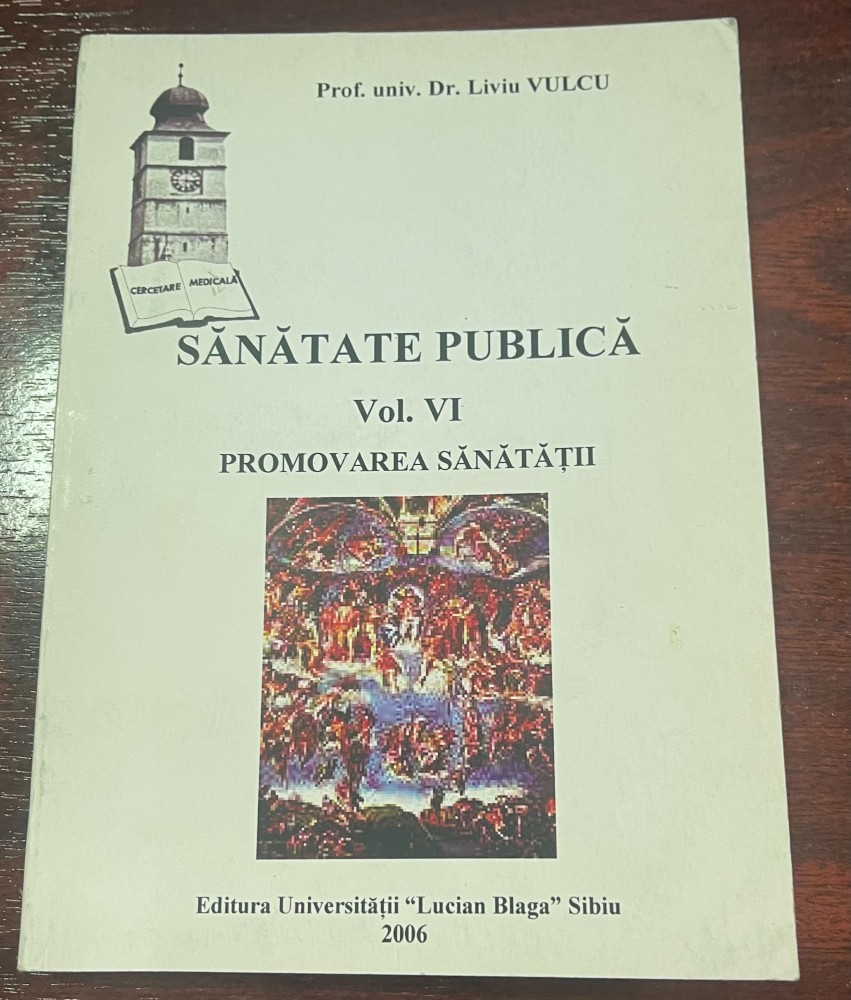 Prof. univ. Dr. Liviu VULCU
CERCETARE MEDICALĂ
SĂNĂTATE PUBLICĂ
Vol. VI
PROMOVAREA SĂNĂTĂȚII
Editura Universității “Lucian Blaga” Sibiu
2006